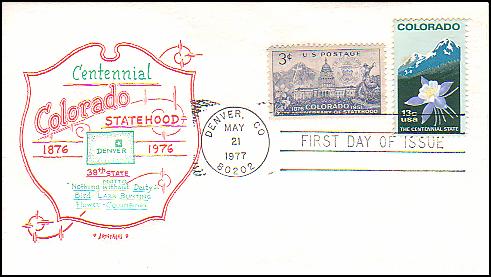 Centennial
Colorado
STATEHOOD
1876 1976
DENVER
38th STATE
MOTTO
"Nothing Without Deity"
Bird - Lark Bunting
Flower - Columbine
DENVER, CO
MAY
21
1977
80202
3¢ U.S. POSTAGE
1876 COLORADO 1951
ANNIVERSARY OF STATEHOOD
COLORADO
13c
usa
THE CENTENNIAL STATE
FIRST DAY OF ISSUE